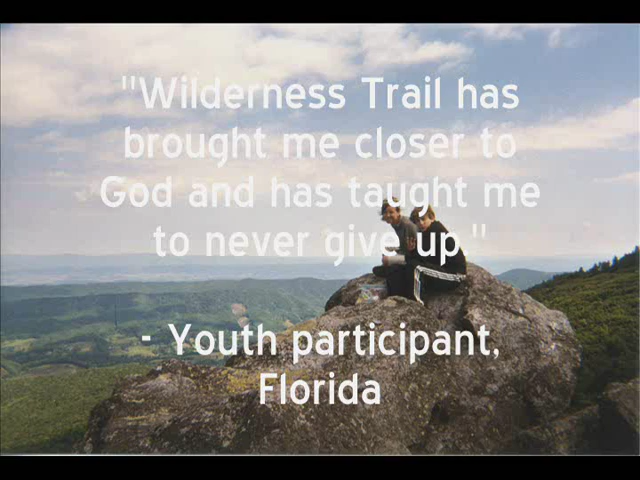 "Wilderness Trail has
brought me closer to
God and has taught me
to never give up."
- Youth participant,
Florida